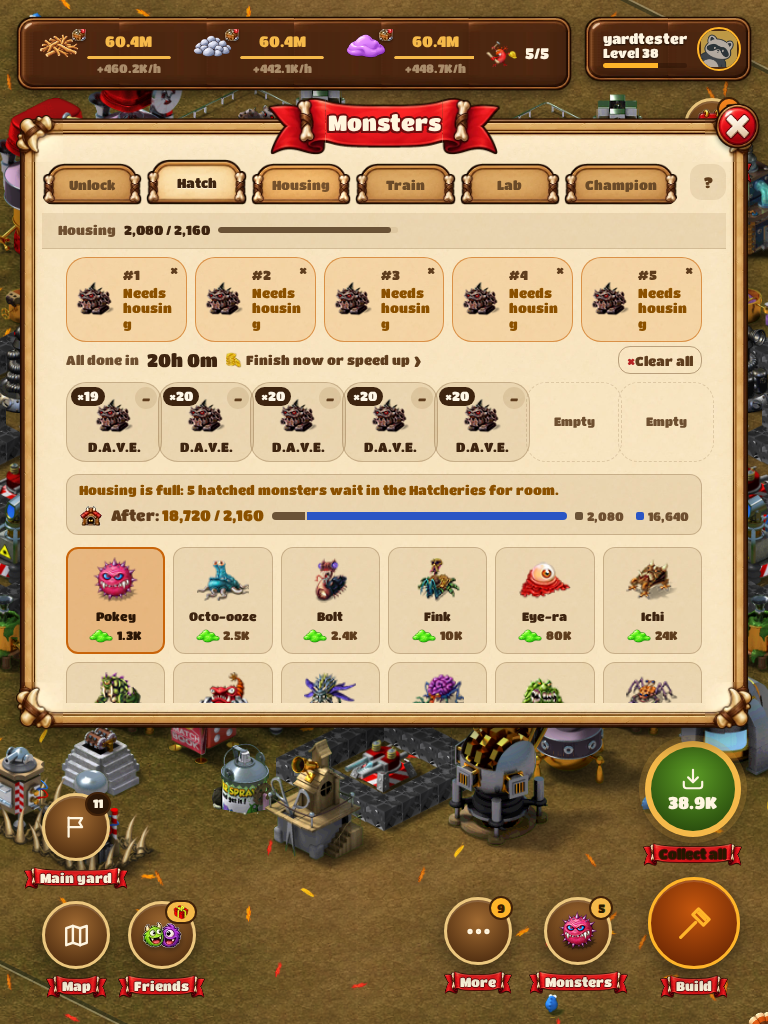 60.4M
60.4M
60.4M
+460.2K/h
+442.1K/h
+448.7K/h
5/5
yardtester
Level 38
Monsters
Unlock
Hatch
Housing
Train
Lab
Champion
?
Housing 2,080 / 2,160
#1
Needs
housin
g
#2
Needs
housin
g
#3
Needs
housin
g
#4
Needs
housin
g
#5
Needs
housin
g
All done in 20h 0m Finish now or speed up ❯
×Clear all
×19
D.A.V.E.
×20
D.A.V.E.
×20
D.A.V.E.
×20
D.A.V.E.
×20
D.A.V.E.
Empty
Empty
Housing is full: 5 hatched monsters wait in the Hatcheries for room.
After: 18,720 / 2,160
2,080
16,640
Pokey
1.3K
Octo-ooze
2.5K
Bolt
2.4K
Fink
10K
Eye-ra
80K
Ichi
24K
SPRAY
11
Main yard
38.9K
Collect all
Map
Friends
9
More
5
Monsters
Build